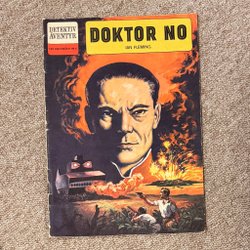 DETEKTIV
ÄVENTYR
DOKTOR NO
IAN FLEMING